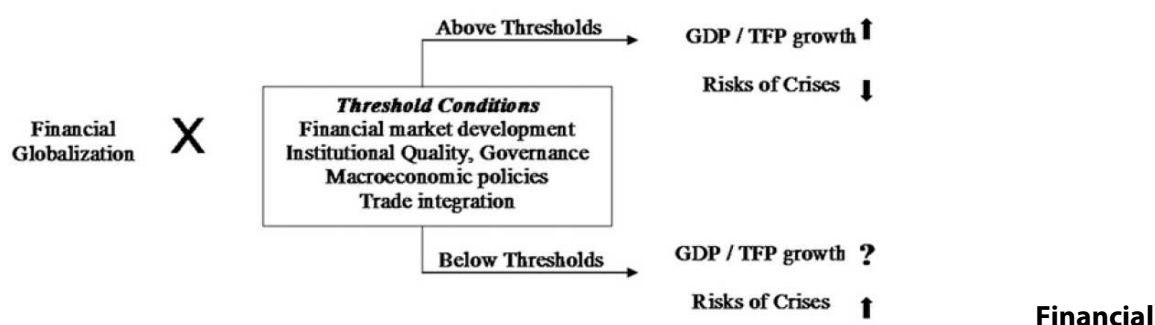 Above Thresholds
GDP / TFP growth
Risks of Crises
Financial
Globalization
X
Threshold Conditions
Financial market development
Institutional Quality, Governance
Macroeconomic policies
Trade integration
Below Thresholds
GDP / TFP growth ?
Risks of Crises
Financial